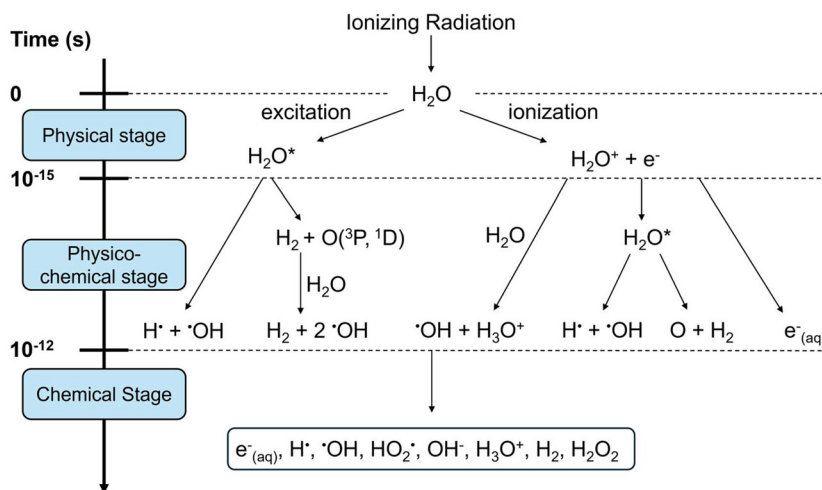 Ionizing Radiation
Time (s)
0
H₂O
excitation
ionization
Physical stage
H₂O*
H₂O⁺ + e⁻
10⁻¹⁵
H₂ + O(³P, ¹D)
H₂O
H₂O*
Physico-
chemical stage
H₂O
H• + •OH
H₂ + 2 •OH
•OH + H₃O⁺
H• + •OH
O + H₂
e⁻(aq
10⁻¹²
Chemical Stage
e⁻(aq), H•, •OH, HO₂•, OH⁻, H₃O⁺, H₂, H₂O₂